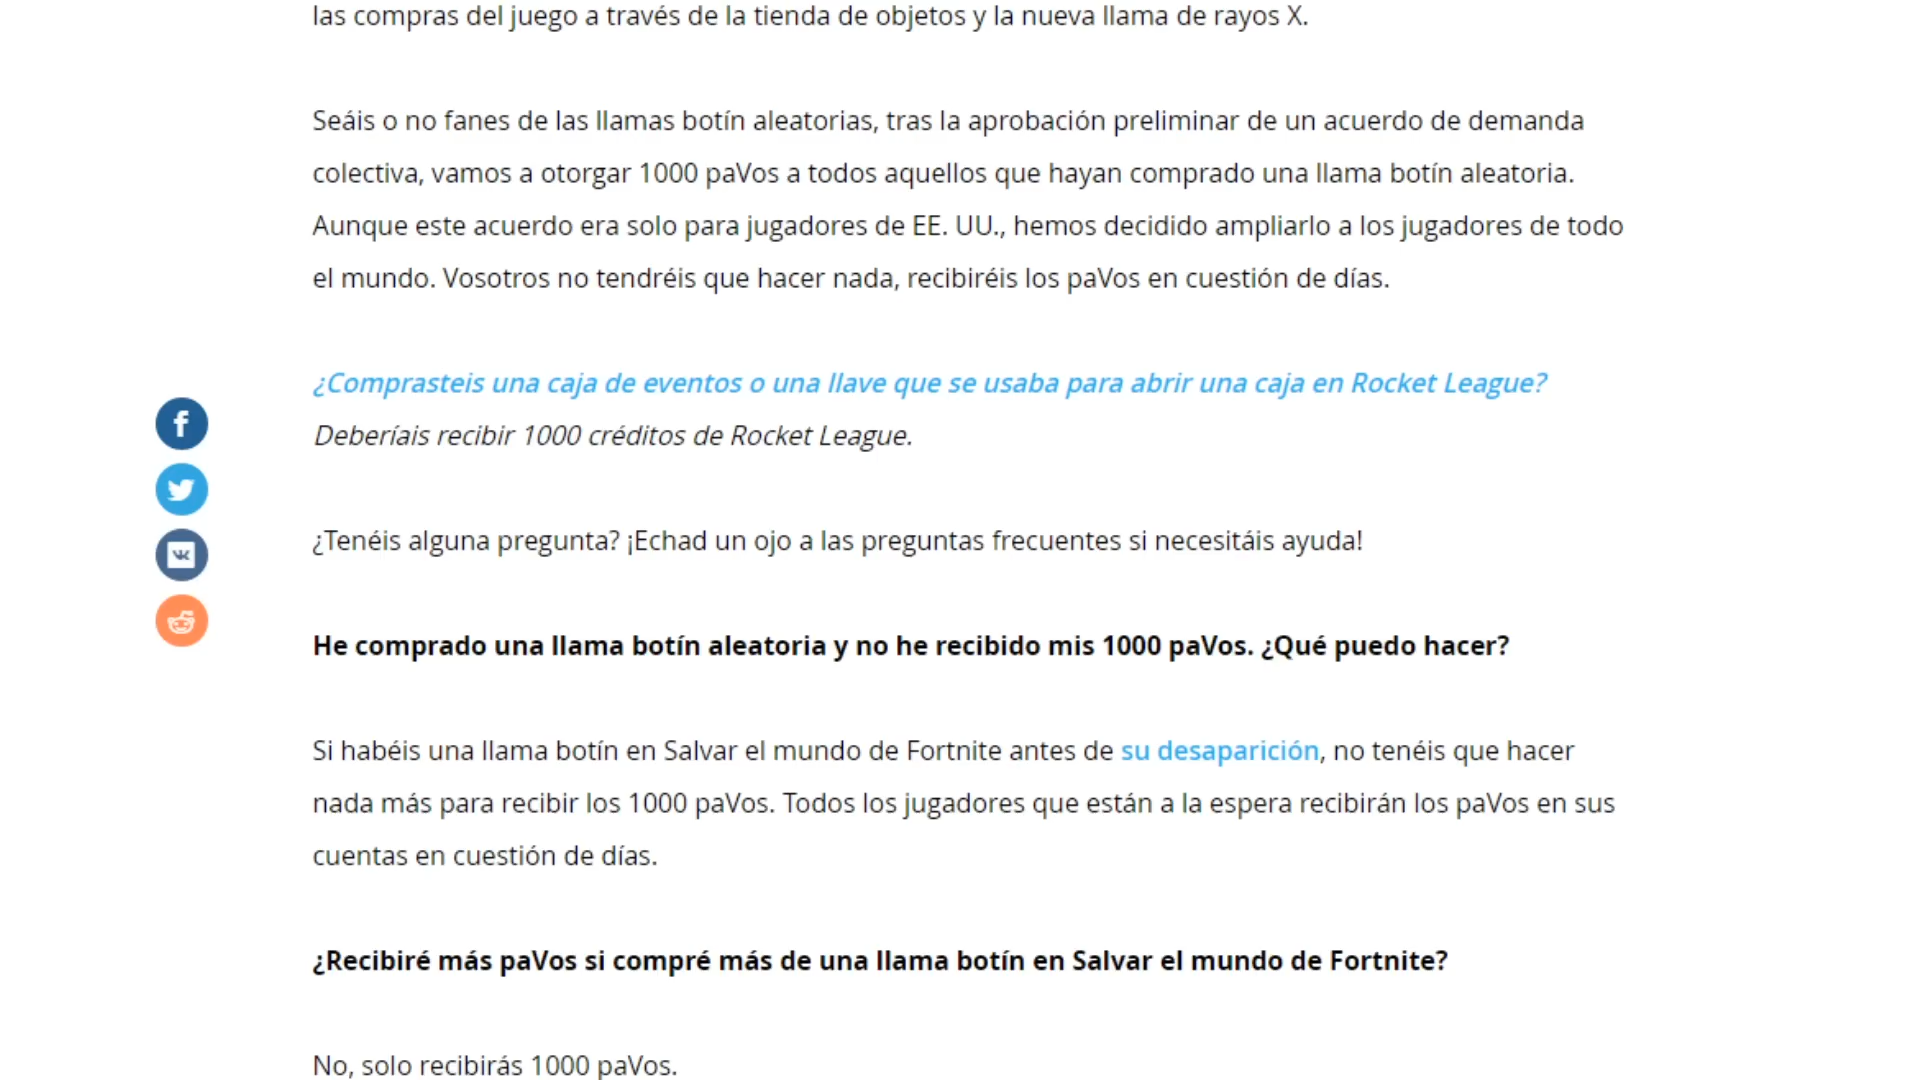 las compras del juego a través de la tienda de objetos y la nueva llama de rayos X.
Seáis o no fanes de las llamas botín aleatorias, tras la aprobación preliminar de un acuerdo de demanda
colectiva, vamos a otorgar 1000 paVos a todos aquellos que hayan comprado una llama botín aleatoria.
Aunque este acuerdo era solo para jugadores de EE. UU., hemos decidido ampliarlo a los jugadores de todo
el mundo. Vosotros no tendréis que hacer nada, recibiréis los paVos en cuestión de días.
¿Comprasteis una caja de eventos o una llave que se usaba para abrir una caja en Rocket League?
Deberíais recibir 1000 créditos de Rocket League.
¿Tenéis alguna pregunta? ¡Echad un ojo a las preguntas frecuentes si necesitáis ayuda!
He comprado una llama botín aleatoria y no he recibido mis 1000 paVos. ¿Qué puedo hacer?
Si habéis una llama botín en Salvar el mundo de Fortnite antes de su desaparición, no tenéis que hacer
nada más para recibir los 1000 paVos. Todos los jugadores que están a la espera recibirán los paVos en sus
cuentas en cuestión de días.
¿Recibiré más paVos si compré más de una llama botín en Salvar el mundo de Fortnite?
No, solo recibirás 1000 paVos.